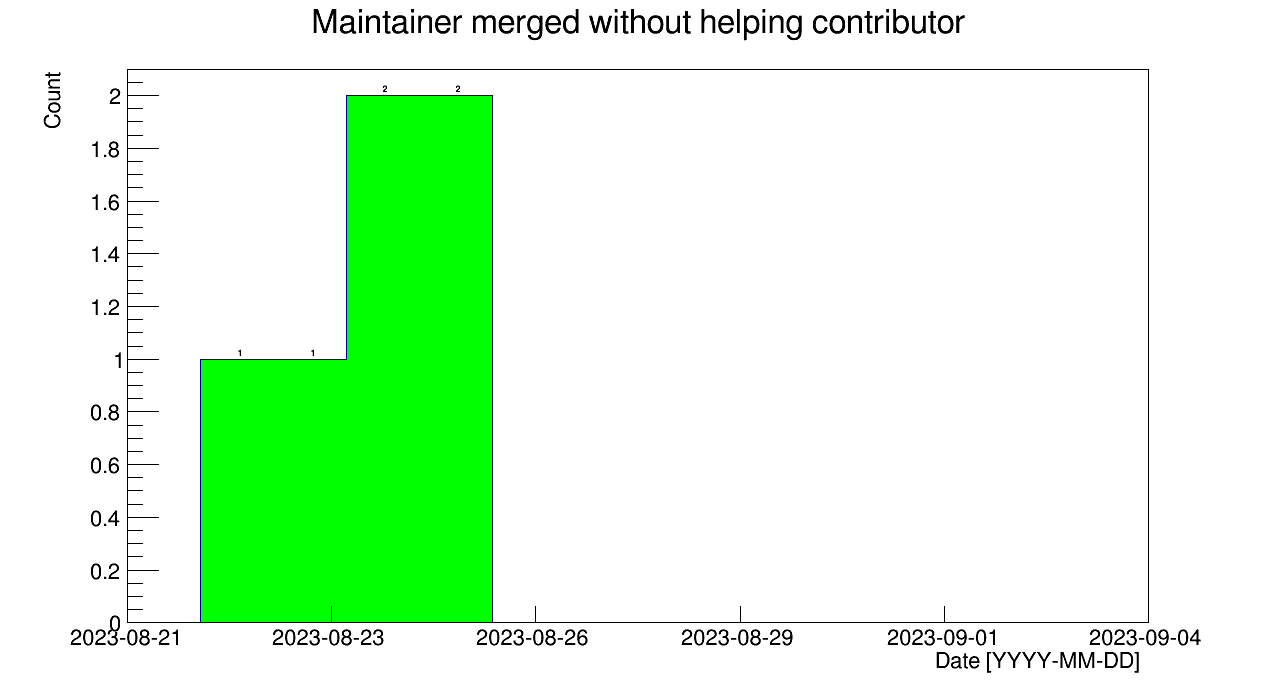 Maintainer merged without helping contributor
Count
2
1.8
1.6
1.4
1.2
1
0.8
0.6
0.4
0.2
0
1 1 2 2
2023-08-21 2023-08-23 2023-08-26 2023-08-29 2023-09-01 2023-09-04
Date [YYYY-MM-DD]